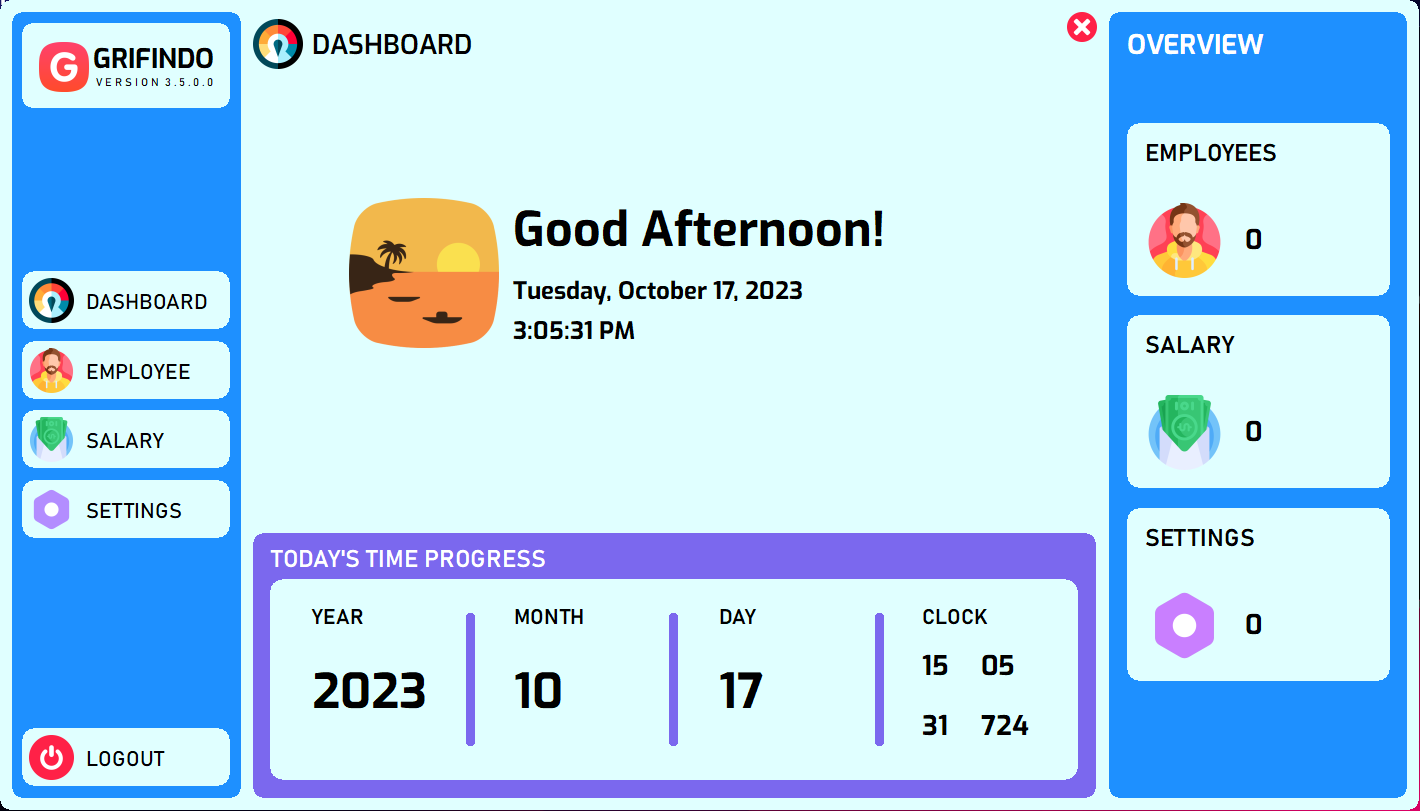 GRIFINDO
VERSION 3.5.0.0
DASHBOARD
EMPLOYEE
SALARY
SETTINGS
LOGOUT
DASHBOARD
Good Afternoon!
Tuesday, October 17, 2023
3:05:31 PM
TODAY'S TIME PROGRESS
YEAR
2023
MONTH
10
DAY
17
CLOCK
15 05
31 724
OVERVIEW
EMPLOYEES
0
SALARY
0
SETTINGS
0